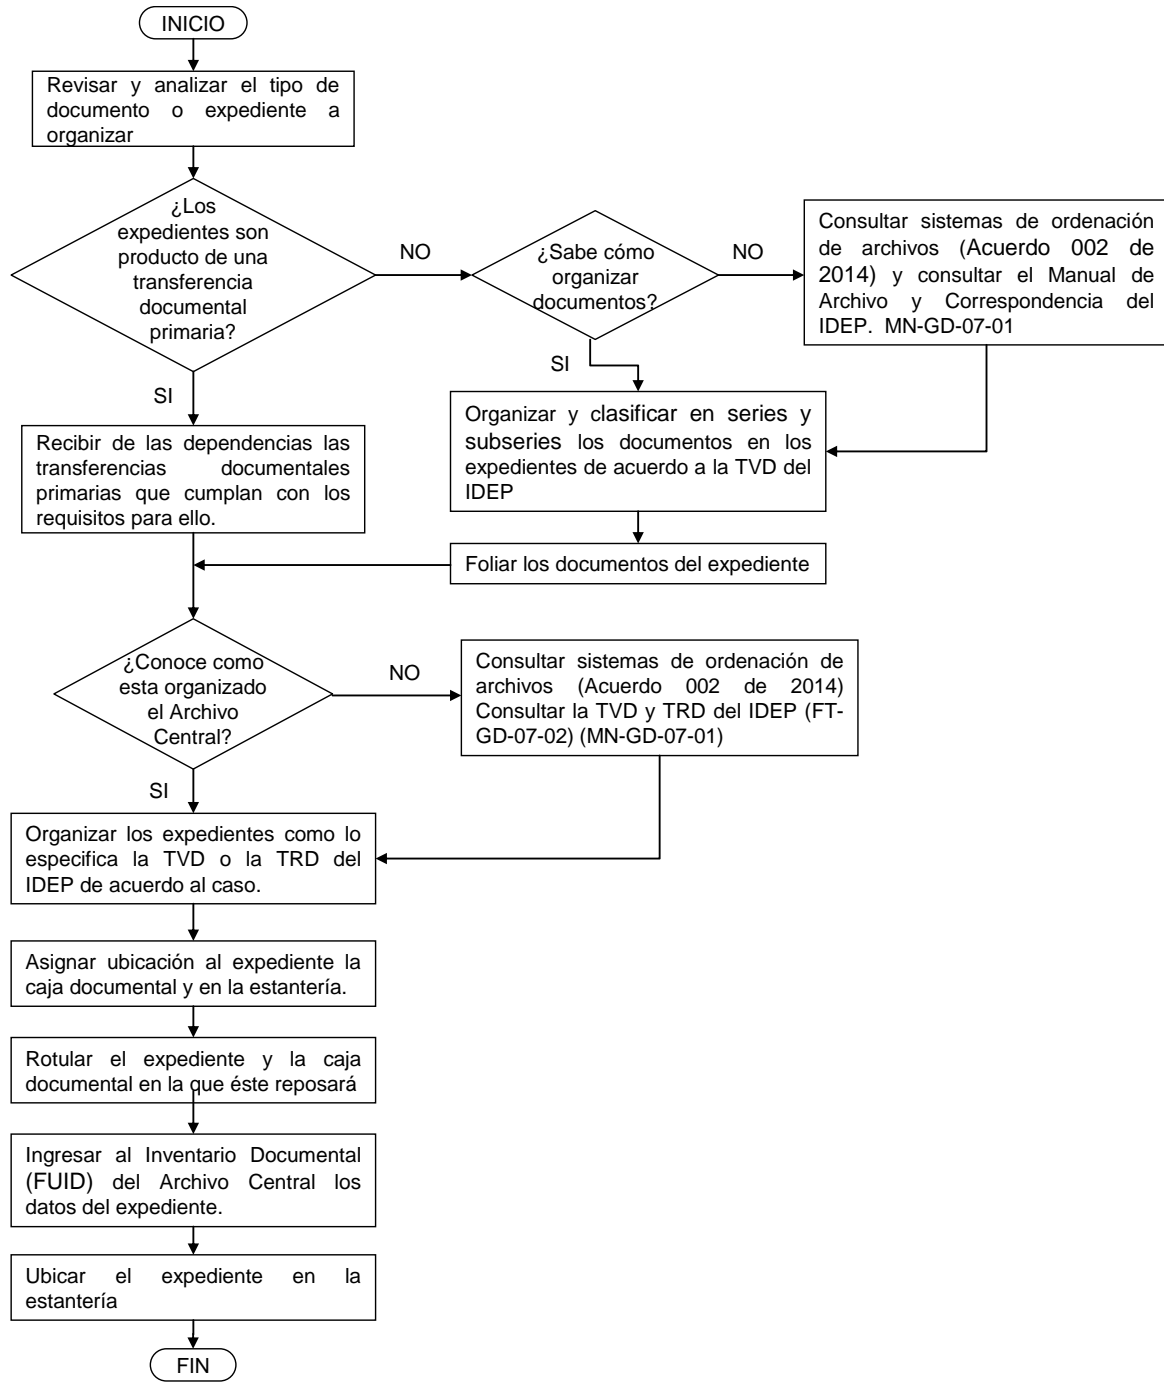 INICIO
Revisar y analizar el tipo de
documento o expediente a
organizar
¿Los
expedientes son
producto de una
transferencia
documental
primaria?
NO
¿Sabe cómo
organizar
documentos?
NO
Consultar sistemas de ordenación
de archivos (Acuerdo 002 de
2014) y consultar el Manual de
Archivo y Correspondencia del
IDEP. MN-GD-07-01
SI
SI
Organizar y clasificar en series y
subseries los documentos en los
expedientes de acuerdo a la TVD del
IDEP
Recibir de las dependencias las
transferencias documentales
primarias que cumplan con los
requisitos para ello.
Foliar los documentos del expediente
¿Conoce como
esta organizado
el Archivo
Central?
NO
Consultar sistemas de ordenación de
archivos (Acuerdo 002 de 2014)
Consultar la TVD y TRD del IDEP (FT-
GD-07-02) (MN-GD-07-01)
SI
Organizar los expedientes como lo
especifica la TVD o la TRD del
IDEP de acuerdo al caso.
Asignar ubicación al expediente la
caja documental y en la estantería.
Rotular el expediente y la caja
documental en la que éste reposará
Ingresar al Inventario Documental
(FUID) del Archivo Central los
datos del expediente.
Ubicar el expediente en la
estantería
FIN